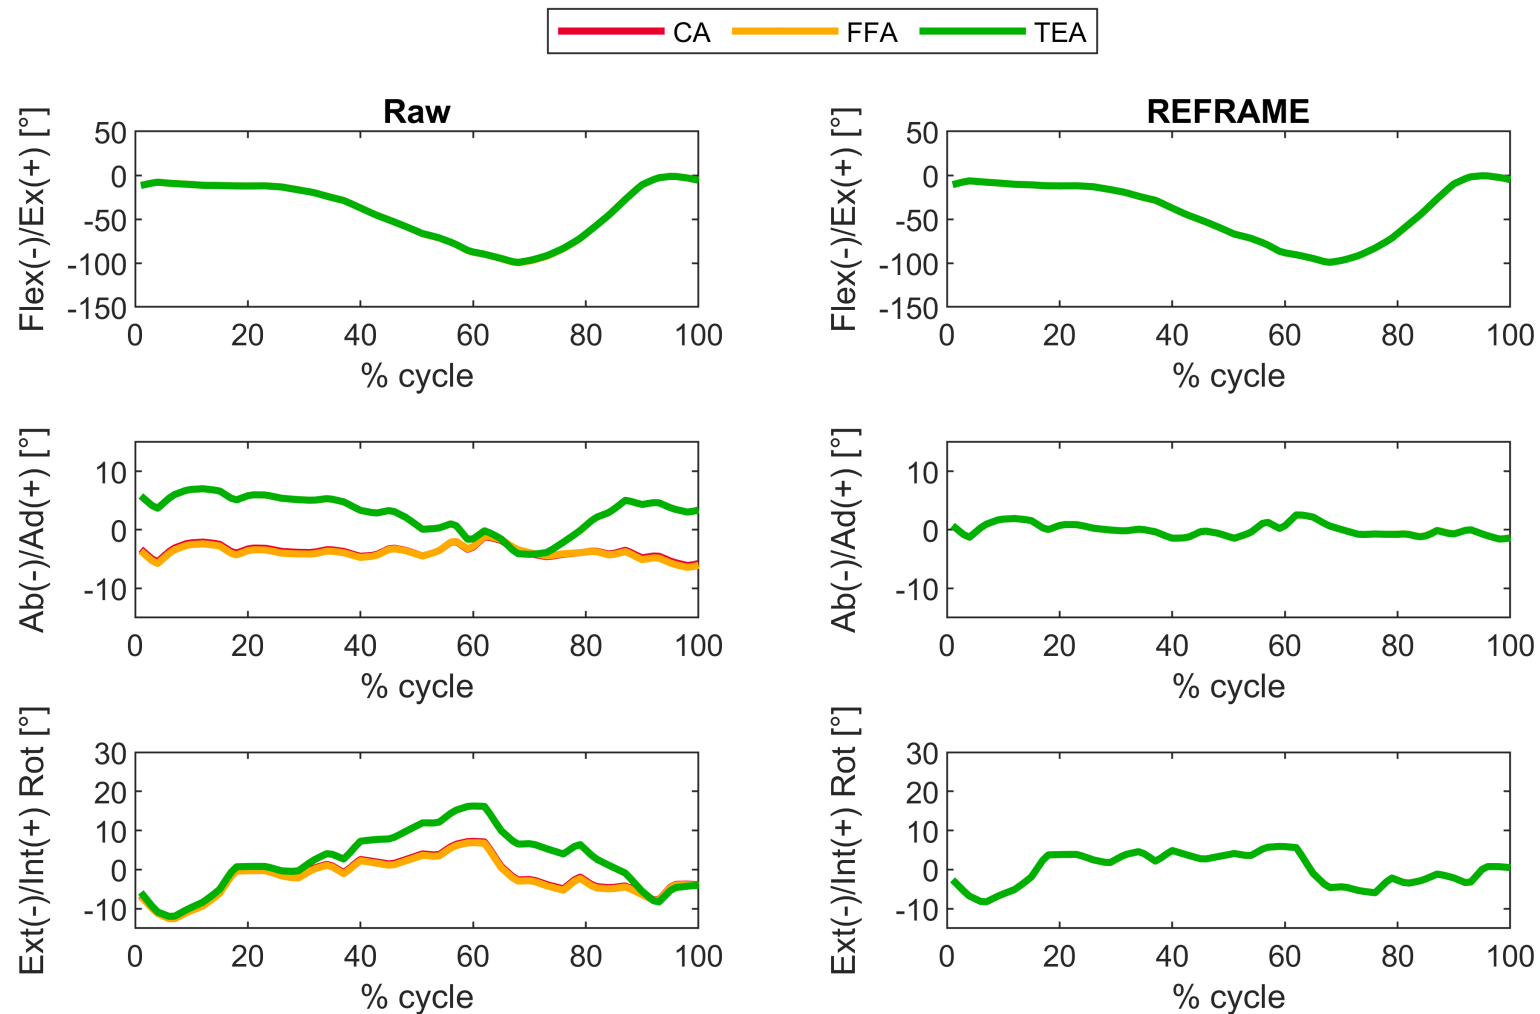 CA FFA TEA
Raw
Flex(-)/Ex(+) [°]
50
0
-50
-100
-150
0 20 40 60 80 100
% cycle
REFRAME
Flex(-)/Ex(+) [°]
50
0
-50
-100
-150
0 20 40 60 80 100
% cycle
Ab(-)/Ad(+) [°]
10
0
-10
0 20 40 60 80 100
% cycle
Ab(-)/Ad(+) [°]
10
0
-10
0 20 40 60 80 100
% cycle
Ext(-)/Int(+) Rot [°]
30
20
10
0
-10
0 20 40 60 80 100
% cycle
Ext(-)/Int(+) Rot [°]
30
20
10
0
-10
0 20 40 60 80 100
% cycle